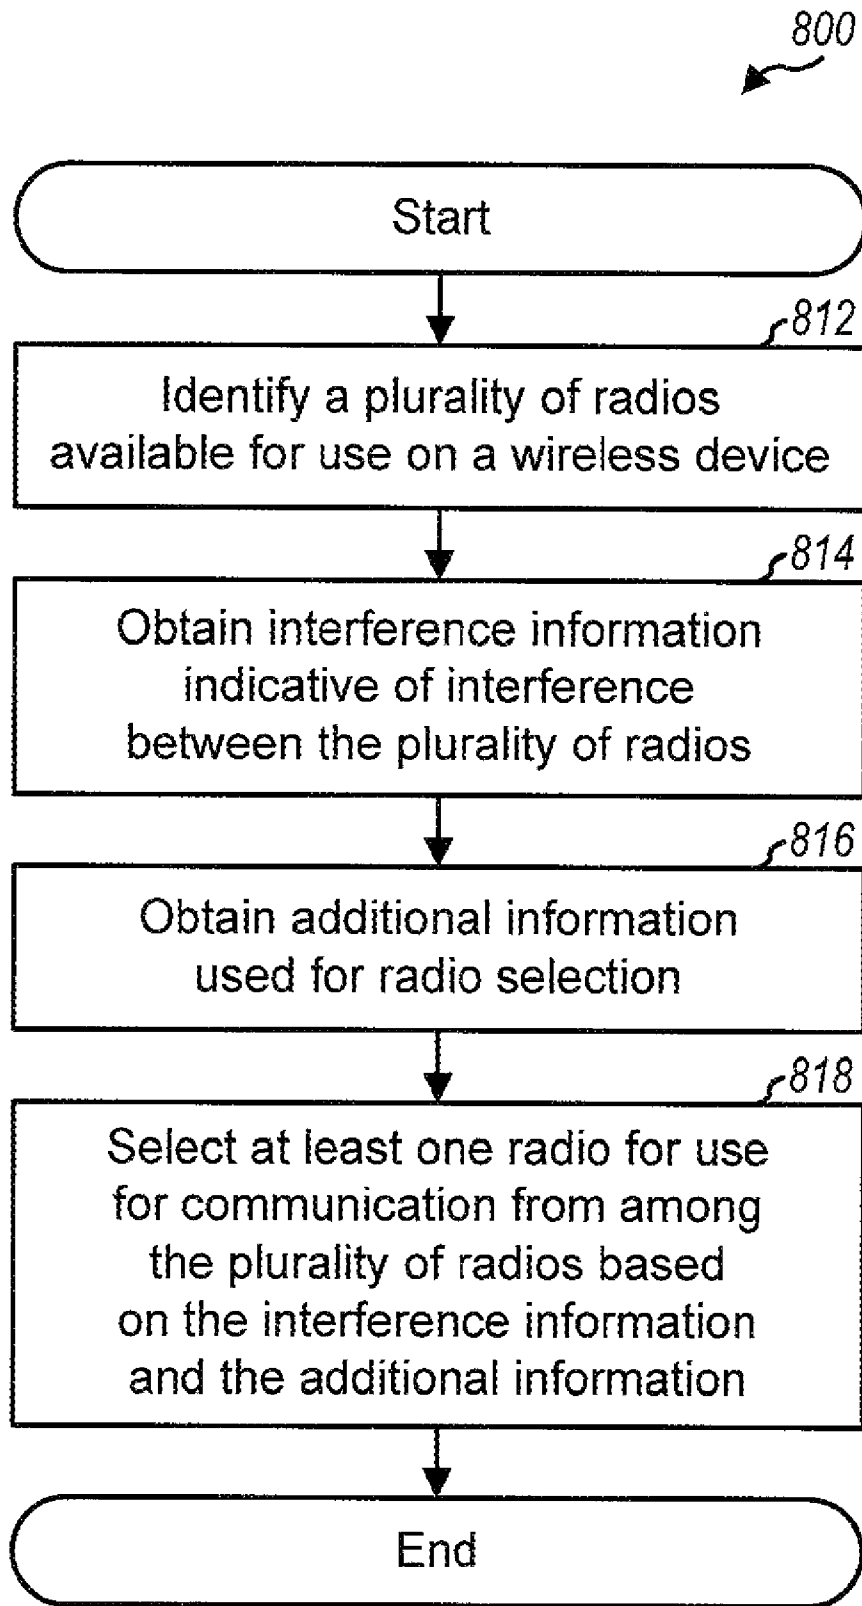 800
Start
812
Identify a plurality of radios
available for use on a wireless device
814
Obtain interference information
indicative of interference
between the plurality of radios
816
Obtain additional information
used for radio selection
818
Select at least one radio for use
for communication from among
the plurality of radios based
on the interference information
and the additional information
End